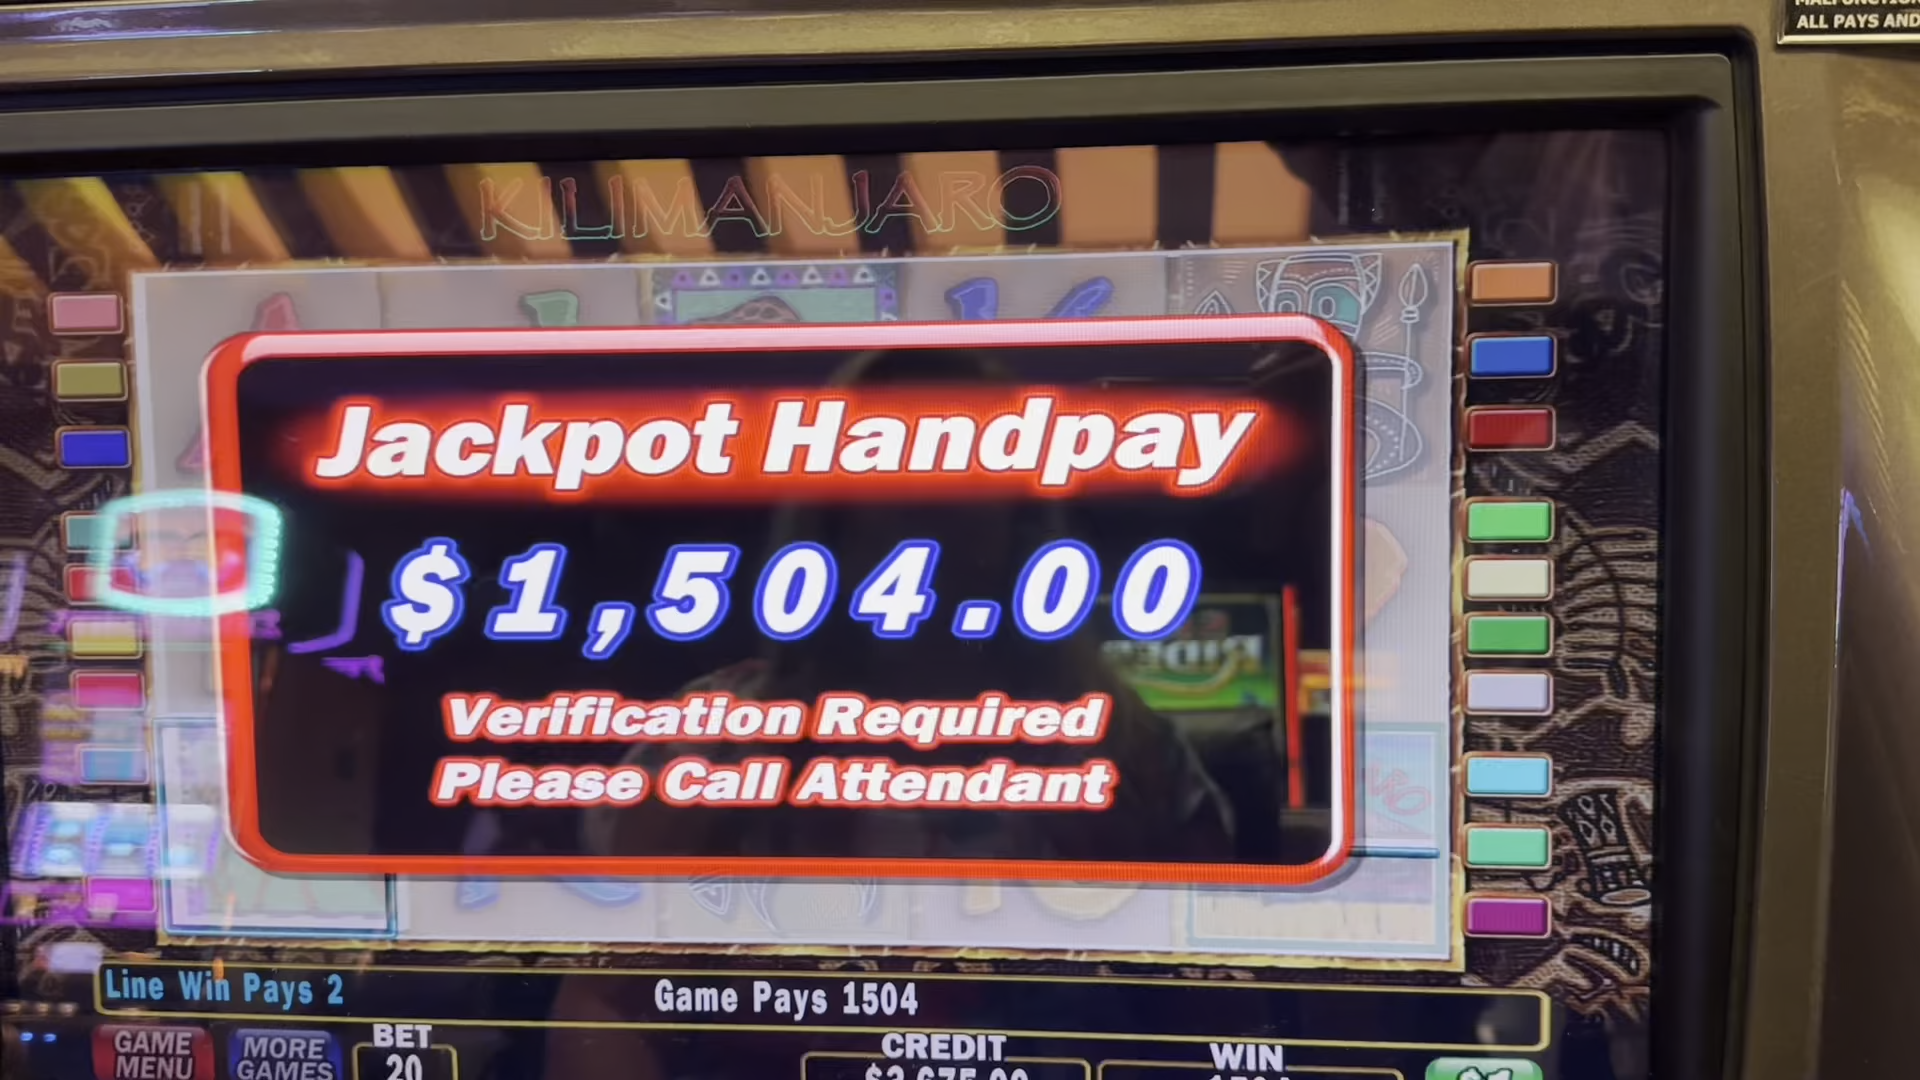 ALL PAYS AND
KILIMANJARO
Jackpot Handpay
$1,504.00
Verification Required
Please Call Attendant
Line Win Pays 2
Game Pays 1504
GAME MENU
MORE GAMES
BET
20
CREDIT
WIN
$1